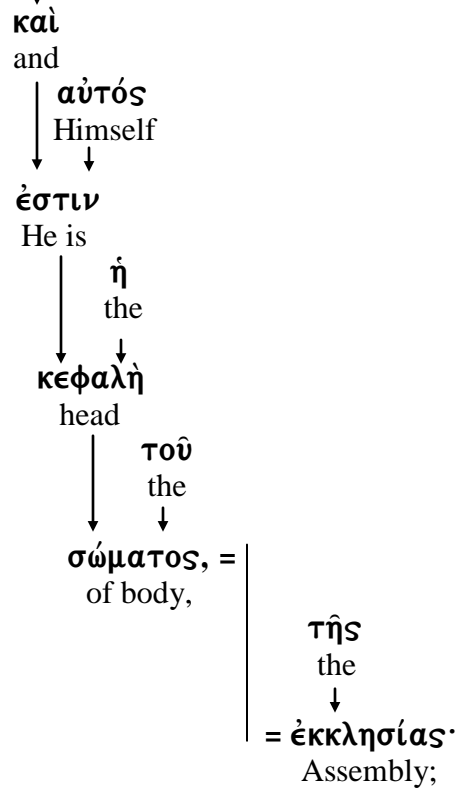 καὶ
and
αὐτός
Himself
ἐστιν
He is
ἡ
the
κεφαλὴ
head
τοῦ
the
σώματος, =
of body,
τῆς
the
= ἐκκλησίας·
Assembly;